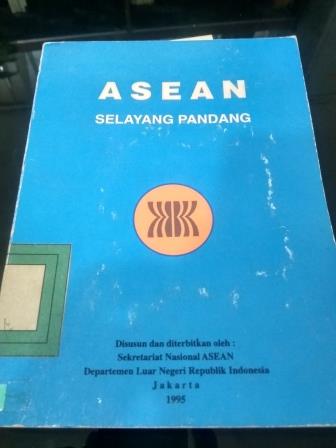 ASEAN
SELAYANG PANDANG
Disusun dan diterbitkan oleh :
Sekretariat Nasional ASEAN
Departemen Luar Negeri Republik Indonesia
Jakarta
1995